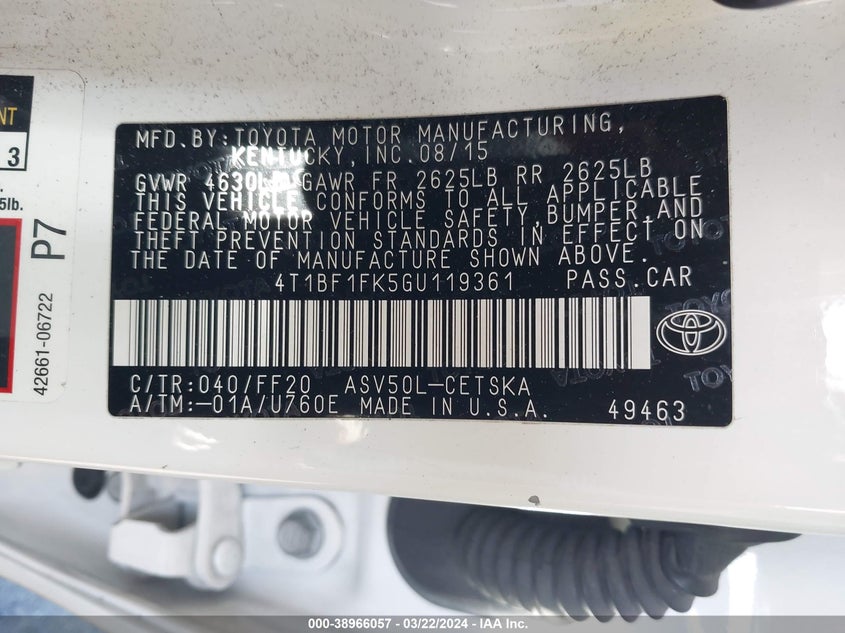 NT
3
5lb.
P7
42661-06722
MFD.BY:TOYOTA MOTOR MANUFACTURING,
KENTUCKY, INC.08/15
GVWR 4630LB GAWR FR 2625LB RR 2625LB
THIS VEHICLE CONFORMS TO ALL APPLICABLE
FEDERAL MOTOR VEHICLE SAFETY, BUMPER,AND
THEFT PREVENTION STANDARDS IN EFFECT ON
THE DATE OF MANUFACTURE SHOWN ABOVE.
4T1BF1FK5GU119361 PASS.CAR
C/TR:040/FF20 ASV50L-CETSKA
A/TM:-01A/U760E MADE IN U.S.A. 49463
000-38966057 - 03/22/2024 - IAA Inc.